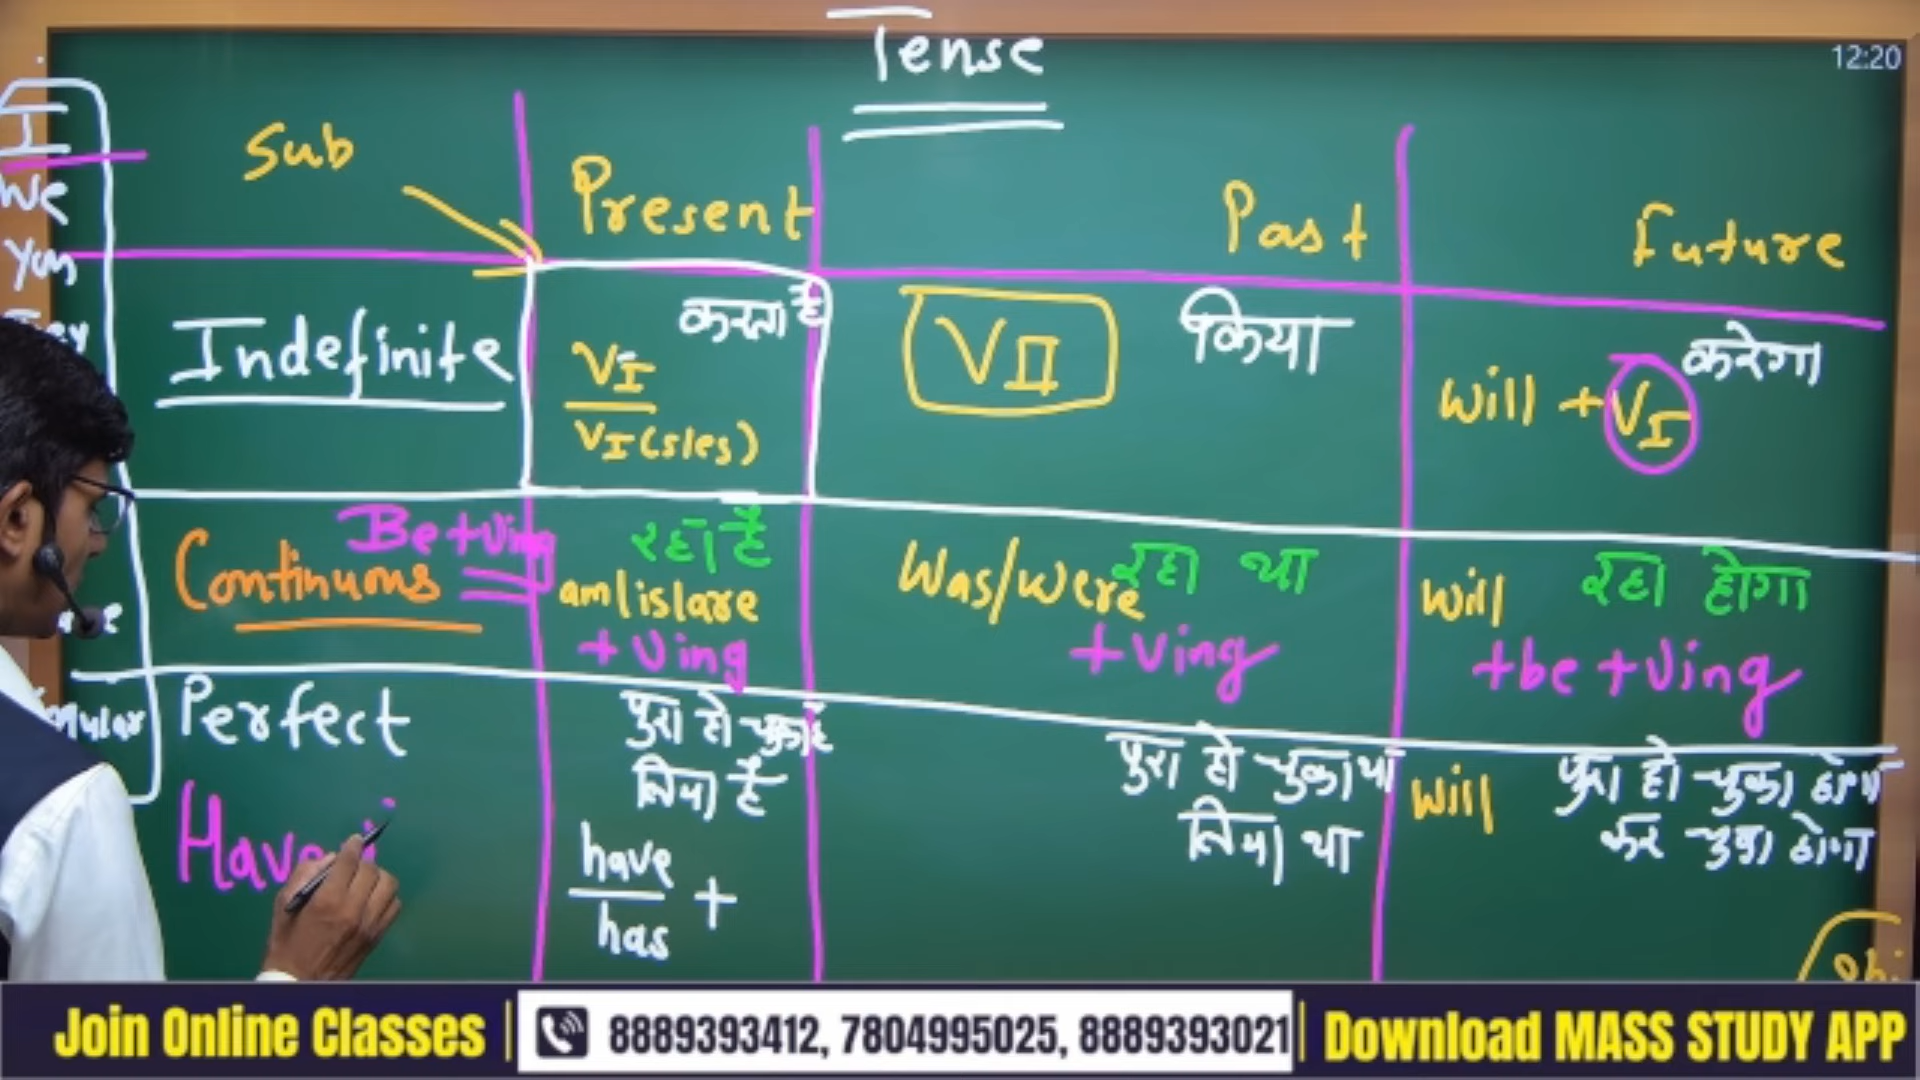 Tense
12:20
I
We
You
Sub
Present
Past
Future
Indefinite
करता है
VI
VI (s/es)
VII
किया
करेगा
Will + VI
Continuous
Be + Ving
रहा है
am/is/are
+ Ving
Was/were
रहा था
+ Ving
Will
रहा होगा
+be +Ving
Perfect
पुरा हो चुका है
लिया है
have
has
+
पुरा हो चुका था
लिया था
Will
पुरा हो चुका होगा
कर चुका होगा
Obj
Join Online Classes
8889393412, 7804995025, 8889393021
Download MASS STUDY APP